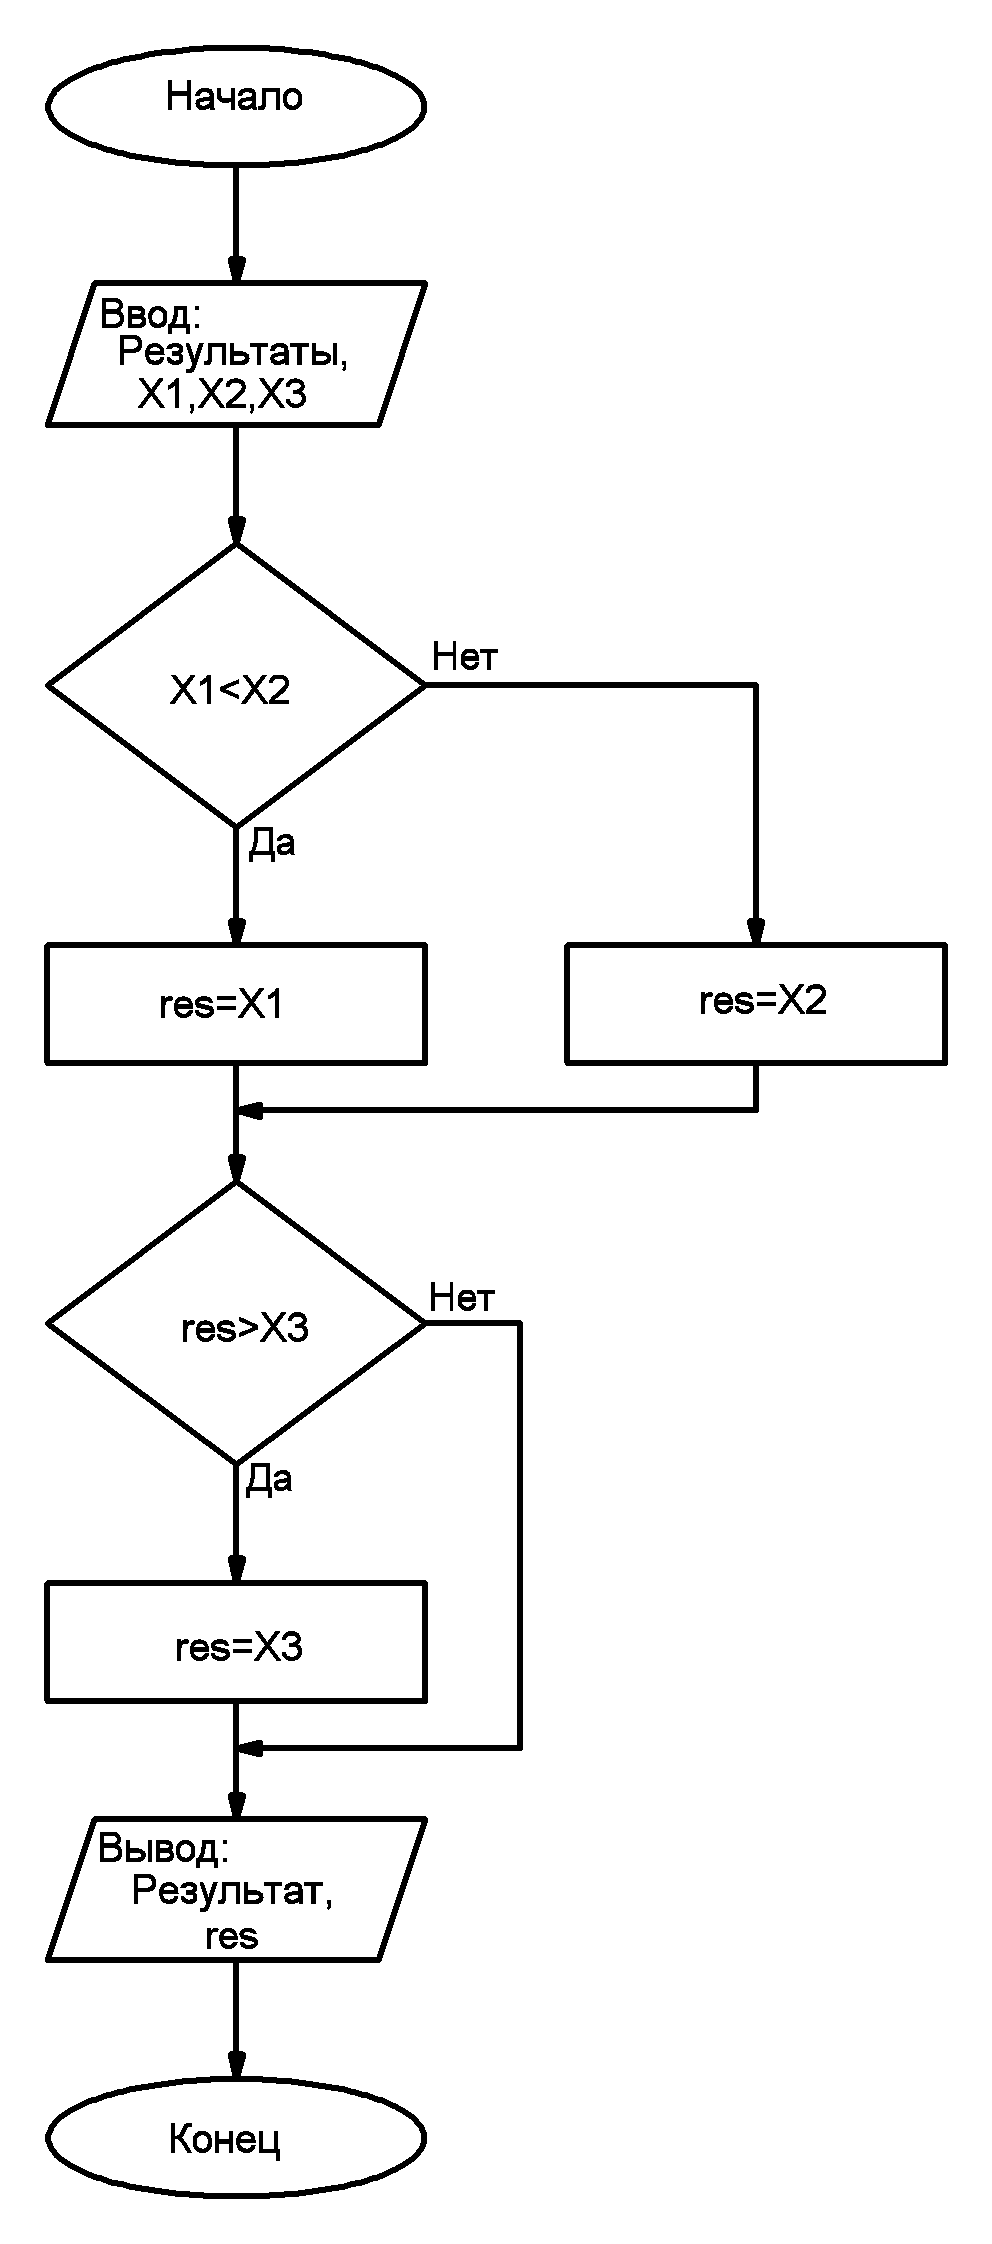 Начало
Ввод:
Результаты,
X1,X2,X3
X1<X2
Нет
Да
res=X1
res=X2
res>X3
Нет
Да
res=X3
Вывод:
Результат,
res
Конец